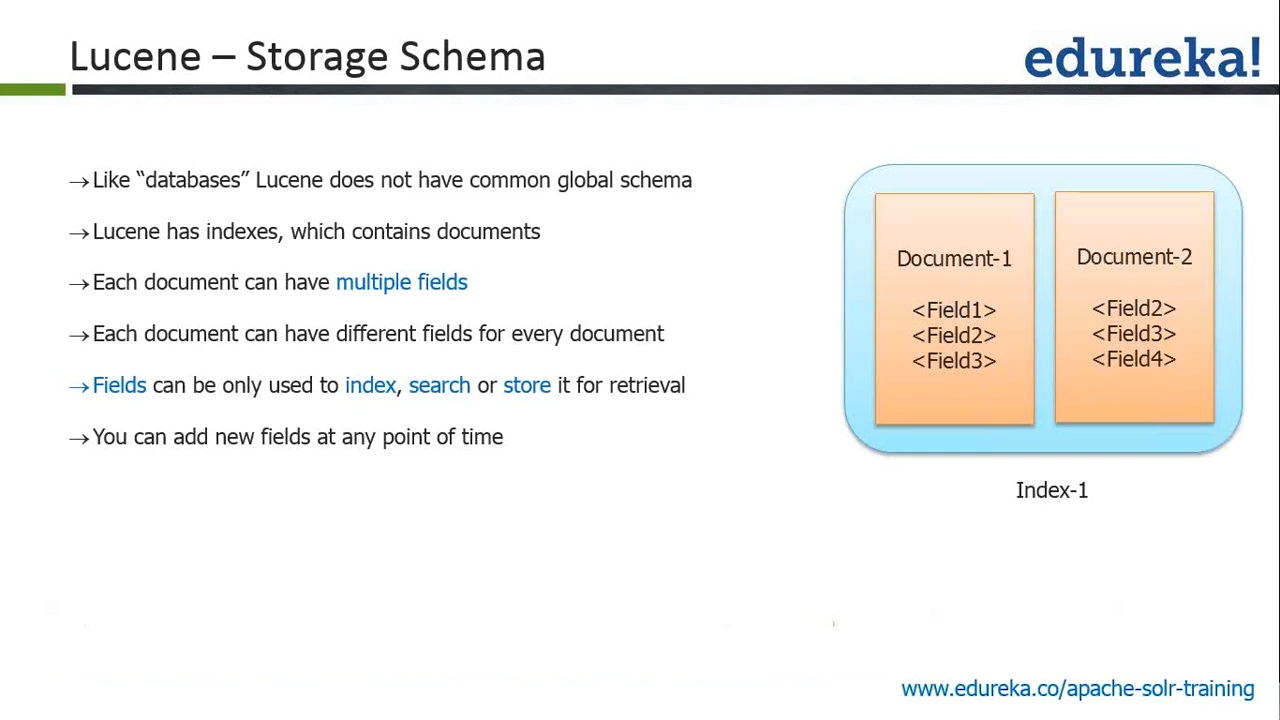 Lucene – Storage Schema
edureka!
→Like “databases” Lucene does not have common global schema
→Lucene has indexes, which contains documents
→Each document can have multiple fields
→Each document can have different fields for every document
→Fields can be only used to index, search or store it for retrieval
→You can add new fields at any point of time
Document-1
<Field1>
<Field2>
<Field3>
Document-2
<Field2>
<Field3>
<Field4>
Index-1
www.edureka.co/apache-solr-training